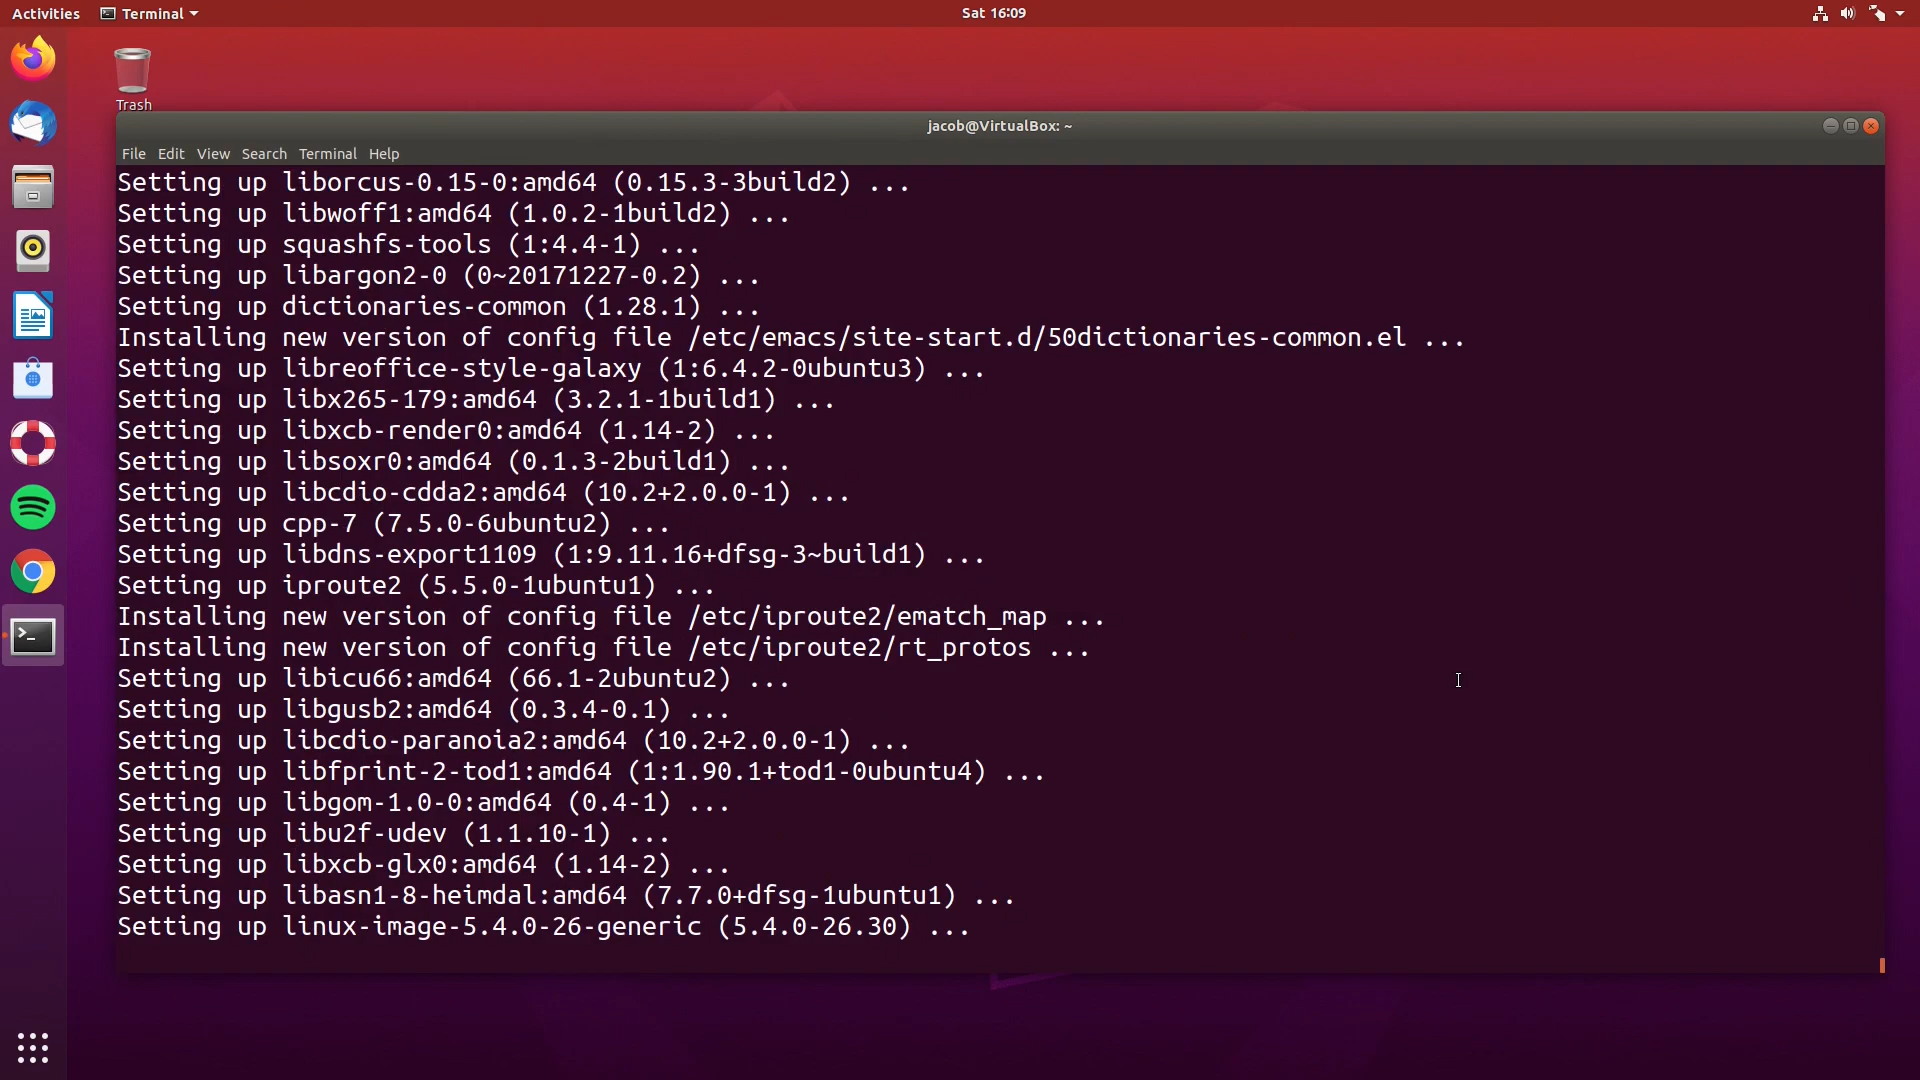 Activities Terminal Sat 16:09
Trash
jacob@VirtualBox: ~
File Edit View Search Terminal Help
Setting up liborcus-0.15-0:amd64 (0.15.3-3build2) ...
Setting up libwoff1:amd64 (1.0.2-1build2) ...
Setting up squashfs-tools (1:4.4-1) ...
Setting up libargon2-0 (0~20171227-0.2) ...
Setting up dictionaries-common (1.28.1) ...
Installing new version of config file /etc/emacs/site-start.d/50dictionaries-common.el ...
Setting up libreoffice-style-galaxy (1:6.4.2-0ubuntu3) ...
Setting up libx265-179:amd64 (3.2.1-1build1) ...
Setting up libxcb-render0:amd64 (1.14-2) ...
Setting up libsoxr0:amd64 (0.1.3-2build1) ...
Setting up libcdio-cdda2:amd64 (10.2+2.0.0-1) ...
Setting up cpp-7 (7.5.0-6ubuntu2) ...
Setting up libdns-export1109 (1:9.11.16+dfsg-3~build1) ...
Setting up iproute2 (5.5.0-1ubuntu1) ...
Installing new version of config file /etc/iproute2/ematch_map ...
Installing new version of config file /etc/iproute2/rt_protos ...
Setting up libicu66:amd64 (66.1-2ubuntu2) ...
Setting up libgusb2:amd64 (0.3.4-0.1) ...
Setting up libcdio-paranoia2:amd64 (10.2+2.0.0-1) ...
Setting up libfprint-2-tod1:amd64 (1:1.90.1+tod1-0ubuntu4) ...
Setting up libgom-1.0-0:amd64 (0.4-1) ...
Setting up libu2f-udev (1.1.10-1) ...
Setting up libxcb-glx0:amd64 (1.14-2) ...
Setting up libasn1-8-heimdal:amd64 (7.7.0+dfsg-1ubuntu1) ...
Setting up linux-image-5.4.0-26-generic (5.4.0-26.30) ...